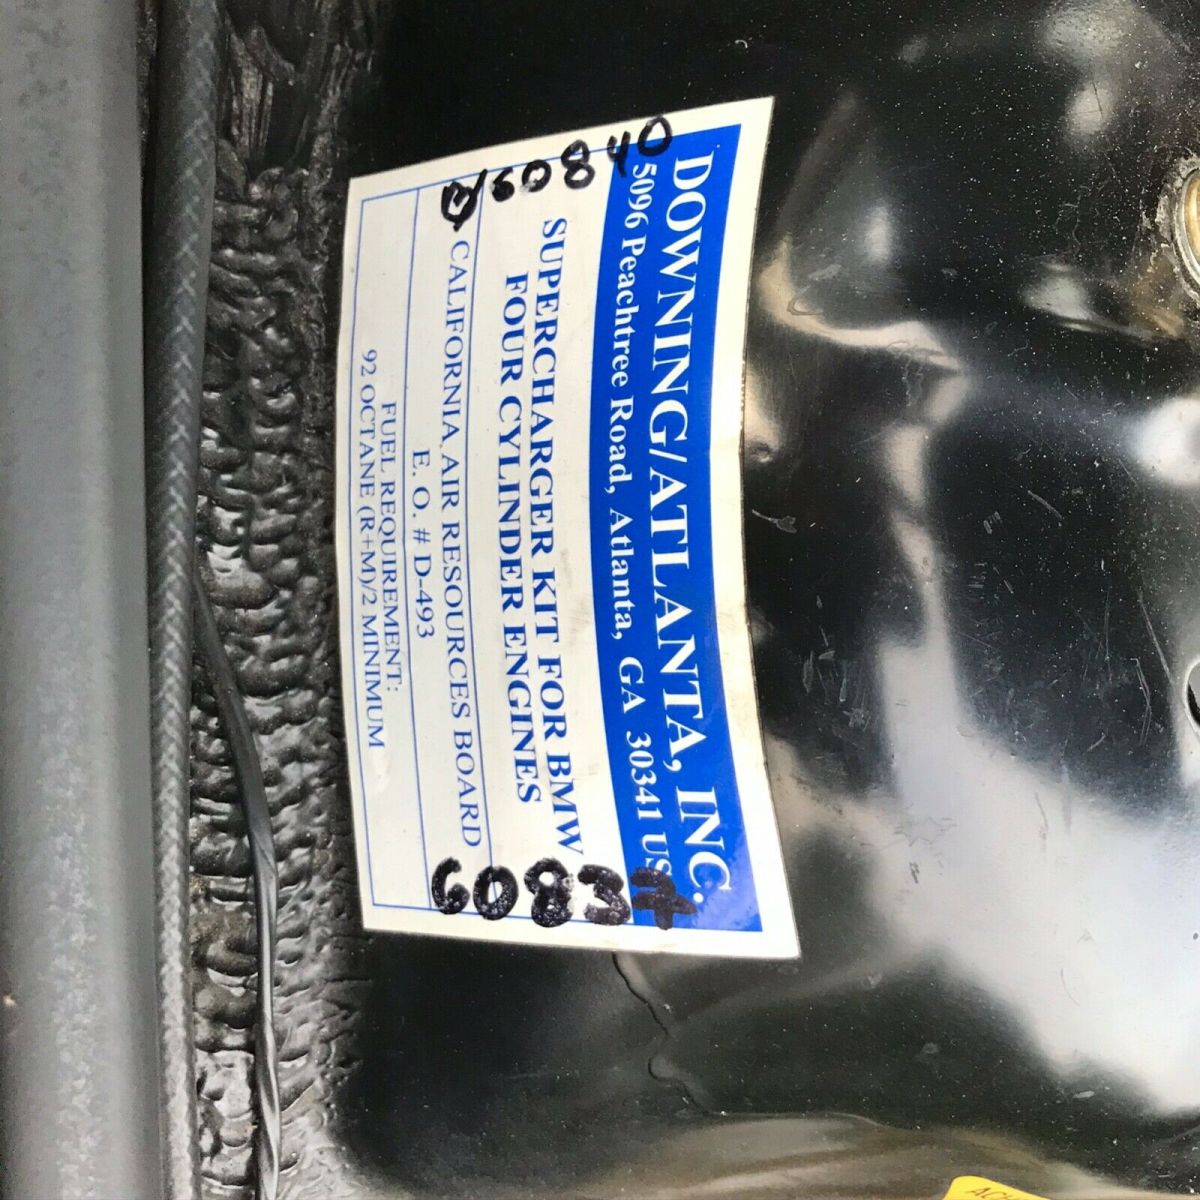 DOWNING/ATLANTA, INC.
5096 Peachtree Road, Atlanta, GA 30341 US
SUPERCHARGER KIT FOR BMW
FOUR CYLINDER ENGINES
CALIFORNIA AIR RESOURCES BOARD
E. O. # D-493
FUEL REQUIREMENT:
92 OCTANE (R+M)/2 MINIMUM
60840
60837